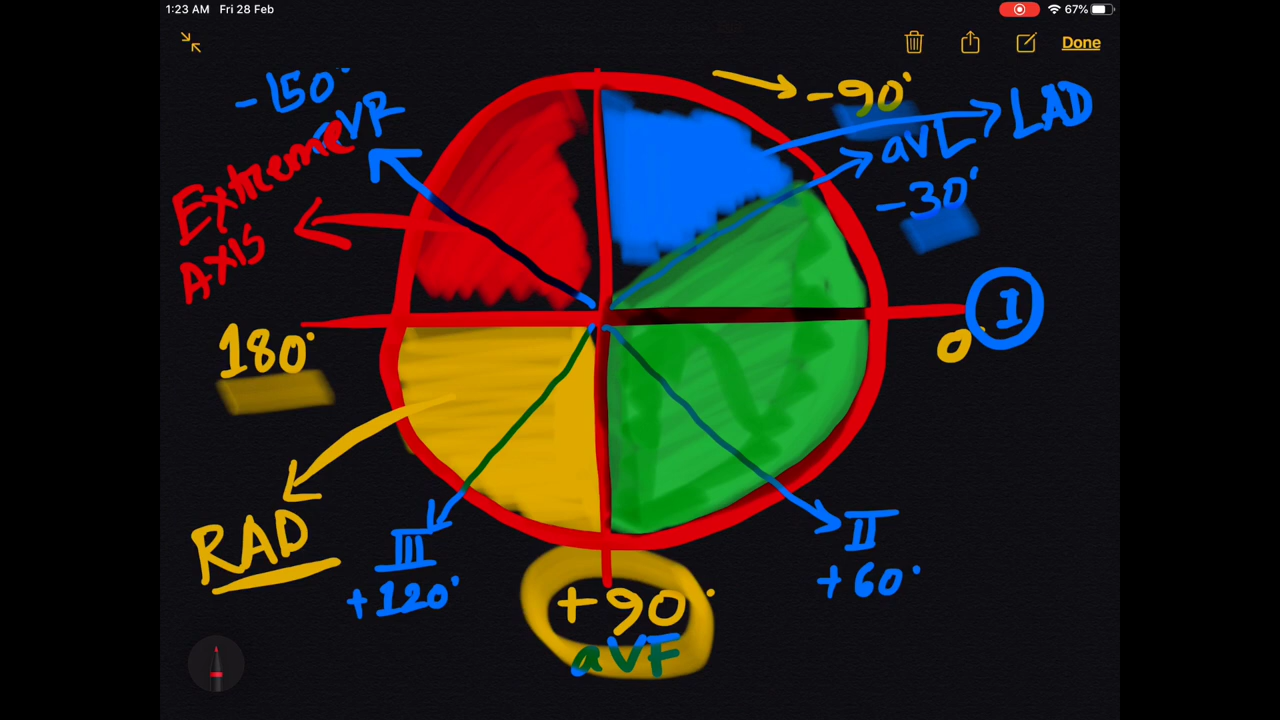 1:23 AM Fri 28 Feb
67%
Done
-150°
aVR
-90°
LAD
aVL
-30°
Extreme
AXIS
I
0°
180°
RAD
III
+120°
II
+60°
+90°
aVF